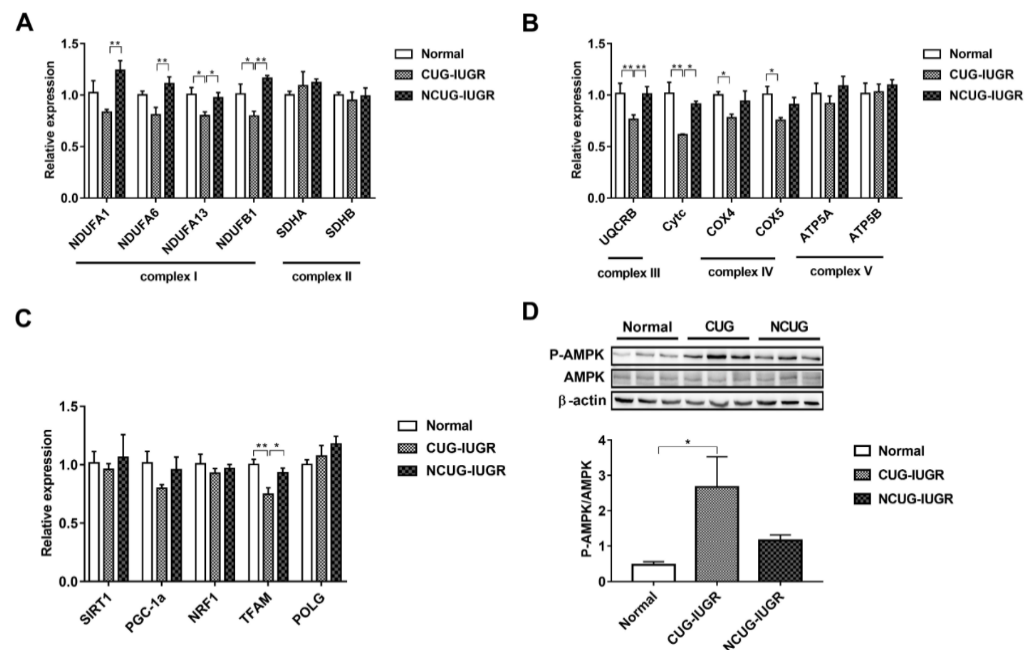 A
Relative expression
1.5
1.0
0.5
0.0
** ** * * * **
NDUFA1 NDUFA6 NDUFA13 NDUFB1 SDHA SDHB
complex I complex II
Normal
CUG-IUGR
NCUG-IUGR
B
Relative expression
1.5
1.0
0.5
0.0
** ** ** * * *
UQCRB Cytc COX4 COX5 ATP5A ATP5B
complex III complex IV complex V
Normal
CUG-IUGR
NCUG-IUGR
C
Relative expression
1.5
1.0
0.5
0.0
** *
SIRT1 PGC-1a NRF1 TFAM POLG
Normal
CUG-IUGR
NCUG-IUGR
D
Normal CUG NCUG
P-AMPK
AMPK
β-actin
P-AMPK/AMPK
4
3
2
1
0
*
Normal CUG-IUGR NCUG-IUGR
Normal
CUG-IUGR
NCUG-IUGR